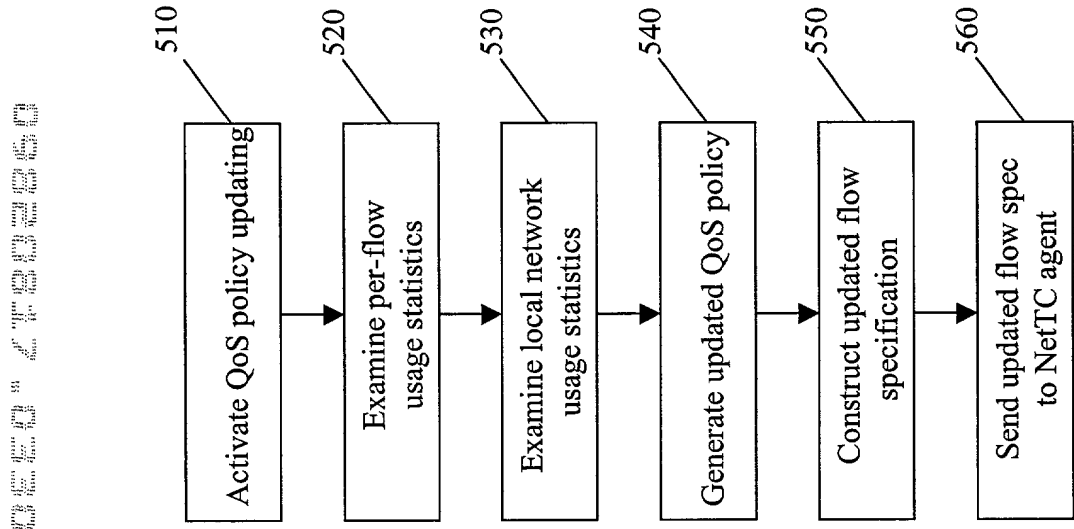 Activate QoS policy updating
510
Examine per-flow
usage statistics
520
Examine local network
usage statistics
530
Generate updated QoS policy
540
Construct updated flow
specification
550
Send updated flow spec
to NetTC agent
560